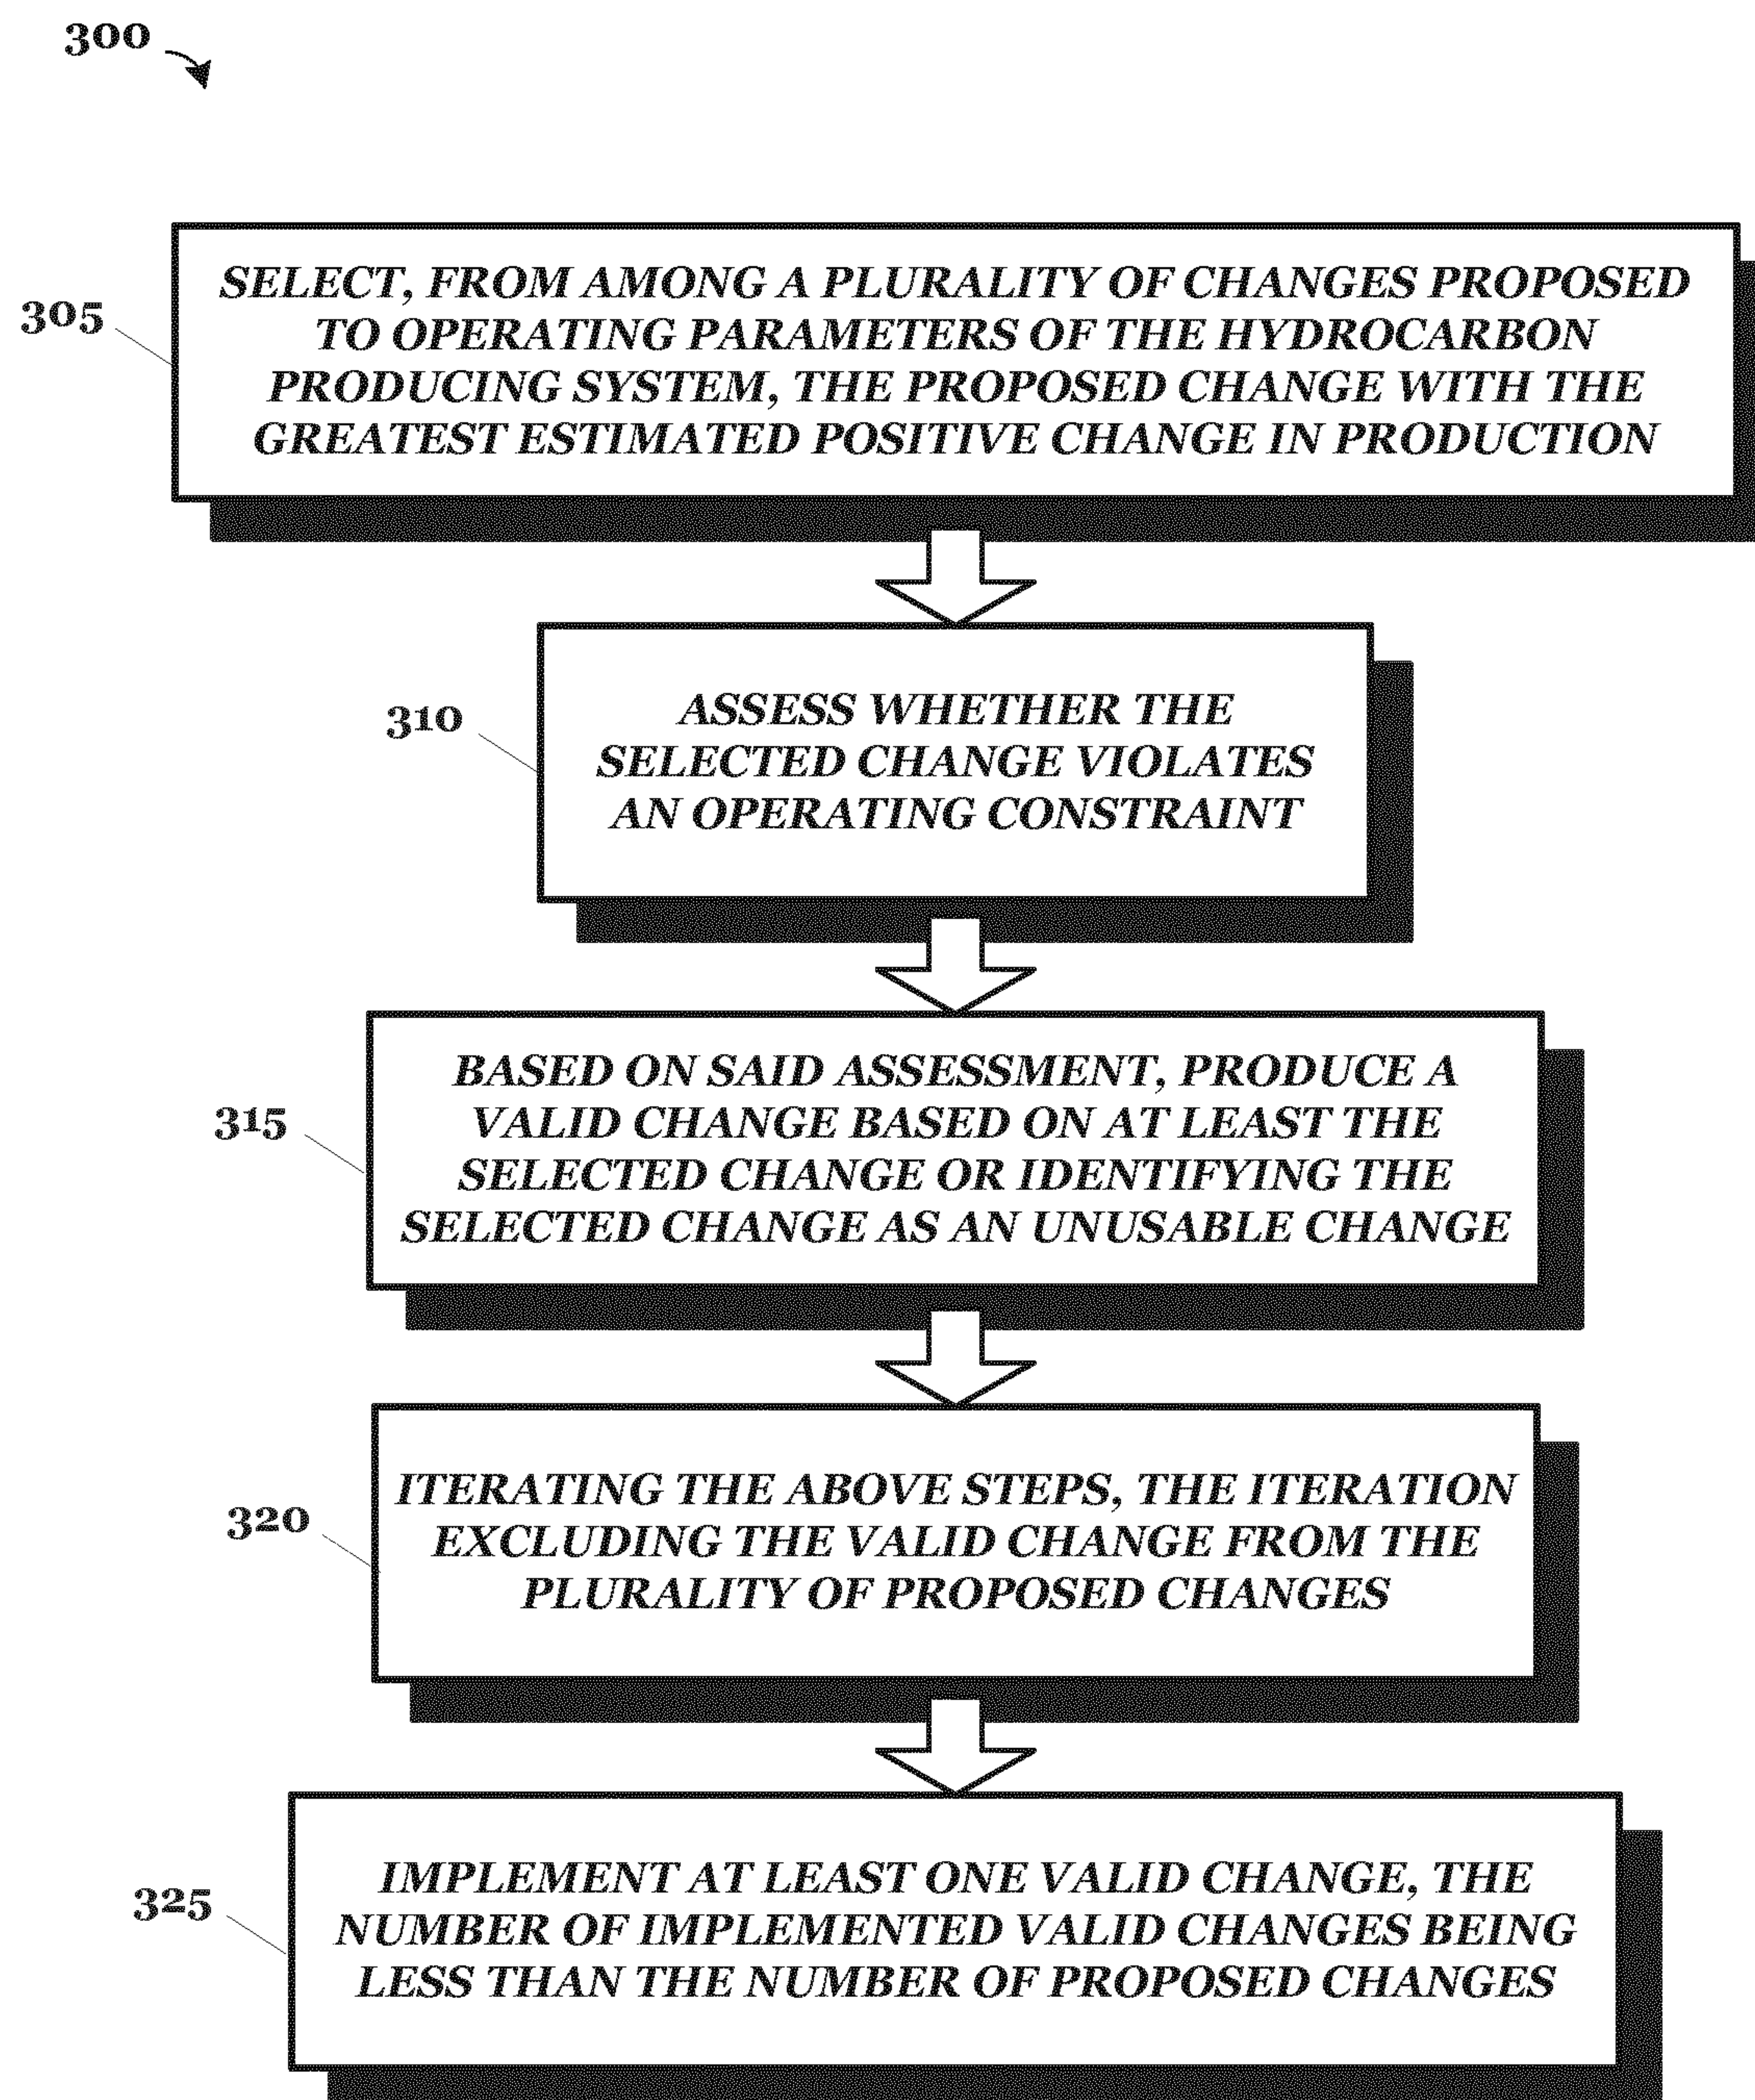 300
305
SELECT, FROM AMONG A PLURALITY OF CHANGES PROPOSED
TO OPERATING PARAMETERS OF THE HYDROCARBON
PRODUCING SYSTEM, THE PROPOSED CHANGE WITH THE
GREATEST ESTIMATED POSITIVE CHANGE IN PRODUCTION
310
ASSESS WHETHER THE
SELECTED CHANGE VIOLATES
AN OPERATING CONSTRAINT
315
BASED ON SAID ASSESSMENT, PRODUCE A
VALID CHANGE BASED ON AT LEAST THE
SELECTED CHANGE OR IDENTIFYING THE
SELECTED CHANGE AS AN UNUSABLE CHANGE
320
ITERATING THE ABOVE STEPS, THE ITERATION
EXCLUDING THE VALID CHANGE FROM THE
PLURALITY OF PROPOSED CHANGES
325
IMPLEMENT AT LEAST ONE VALID CHANGE, THE
NUMBER OF IMPLEMENTED VALID CHANGES BEING
LESS THAN THE NUMBER OF PROPOSED CHANGES